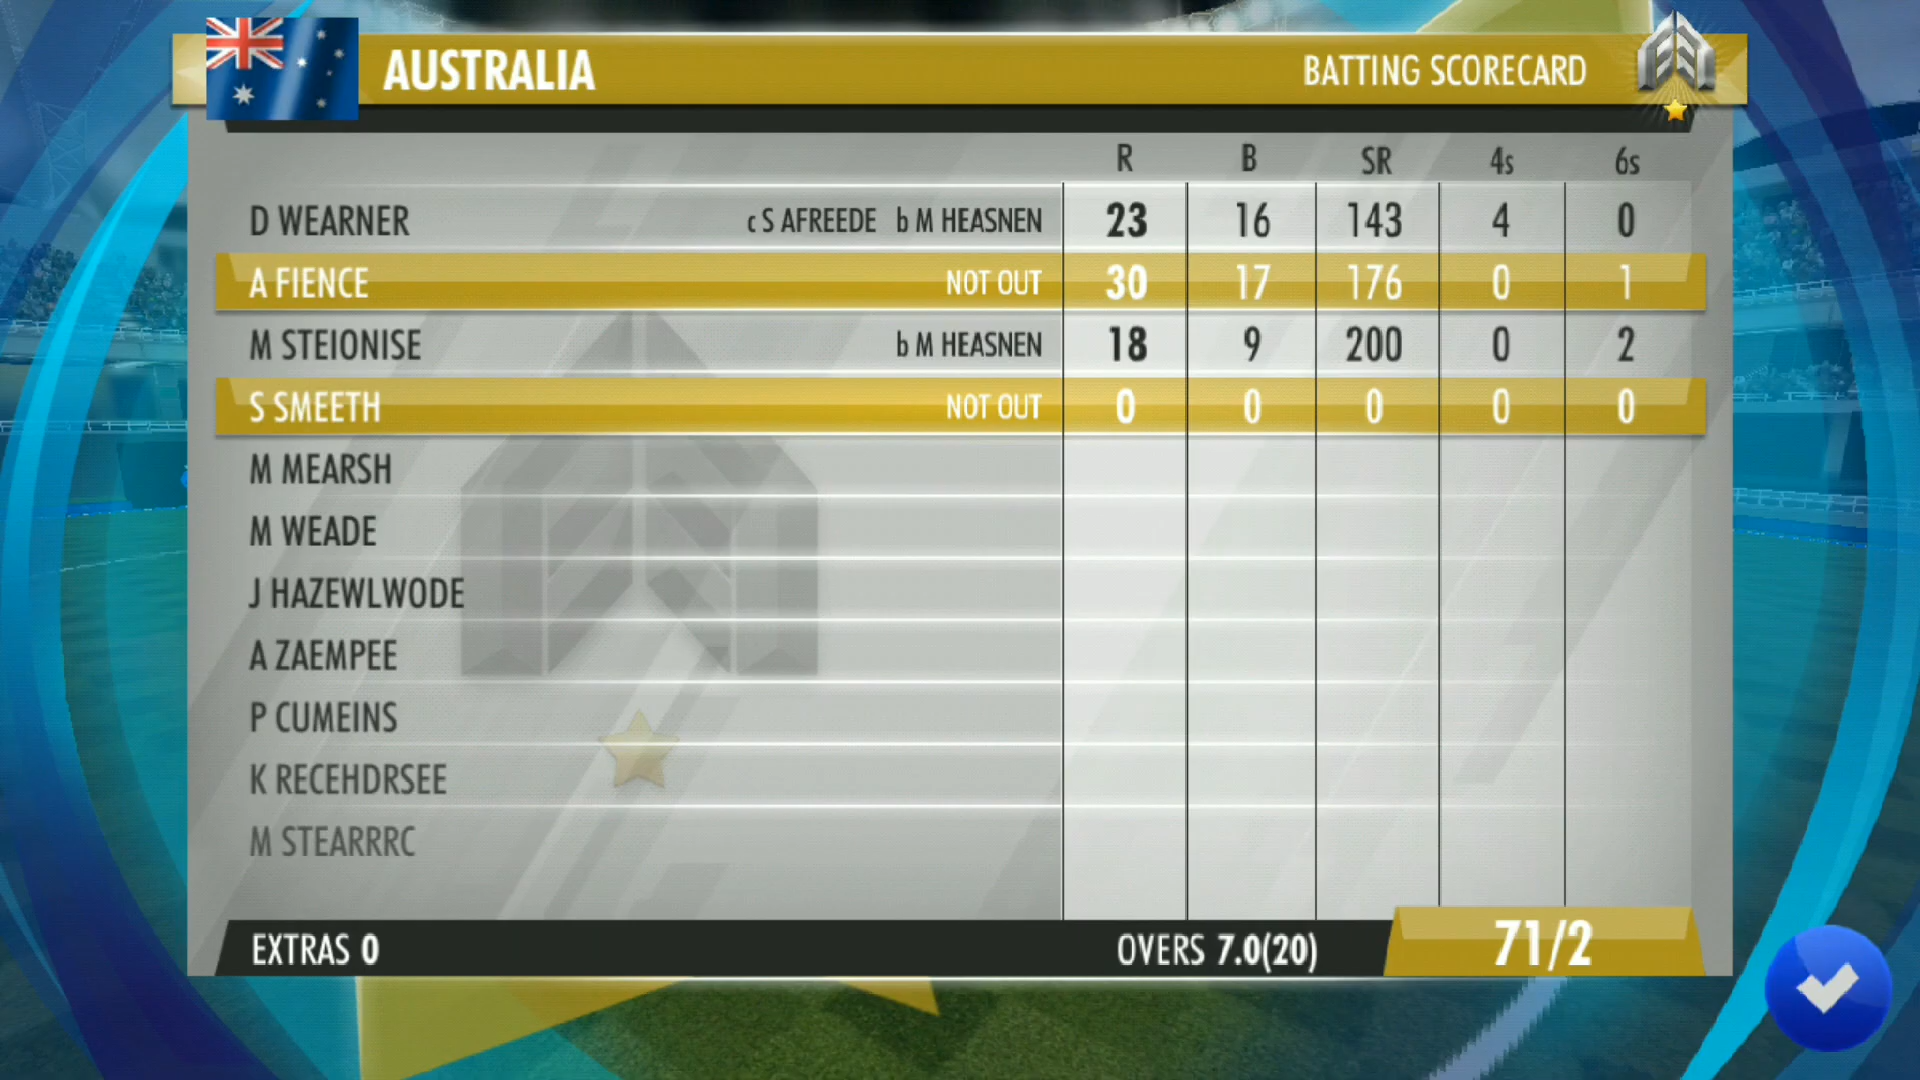 AUSTRALIA BATTING SCORECARD
R B SR 4s 6s
D WEARNER c S AFREEDE b M HEASNEN 23 16 143 4 0
A FIENCE NOT OUT 30 17 176 0 1
M STEIONISE b M HEASNEN 18 9 200 0 2
S SMEETH NOT OUT 0 0 0 0 0
M MEARSH
M WEADE
J HAZEWLWODE
A ZAEMPEE
P CUMEINS
K RECEHDRSEE
M STEARRRC
EXTRAS 0 OVERS 7.0(20) 71/2